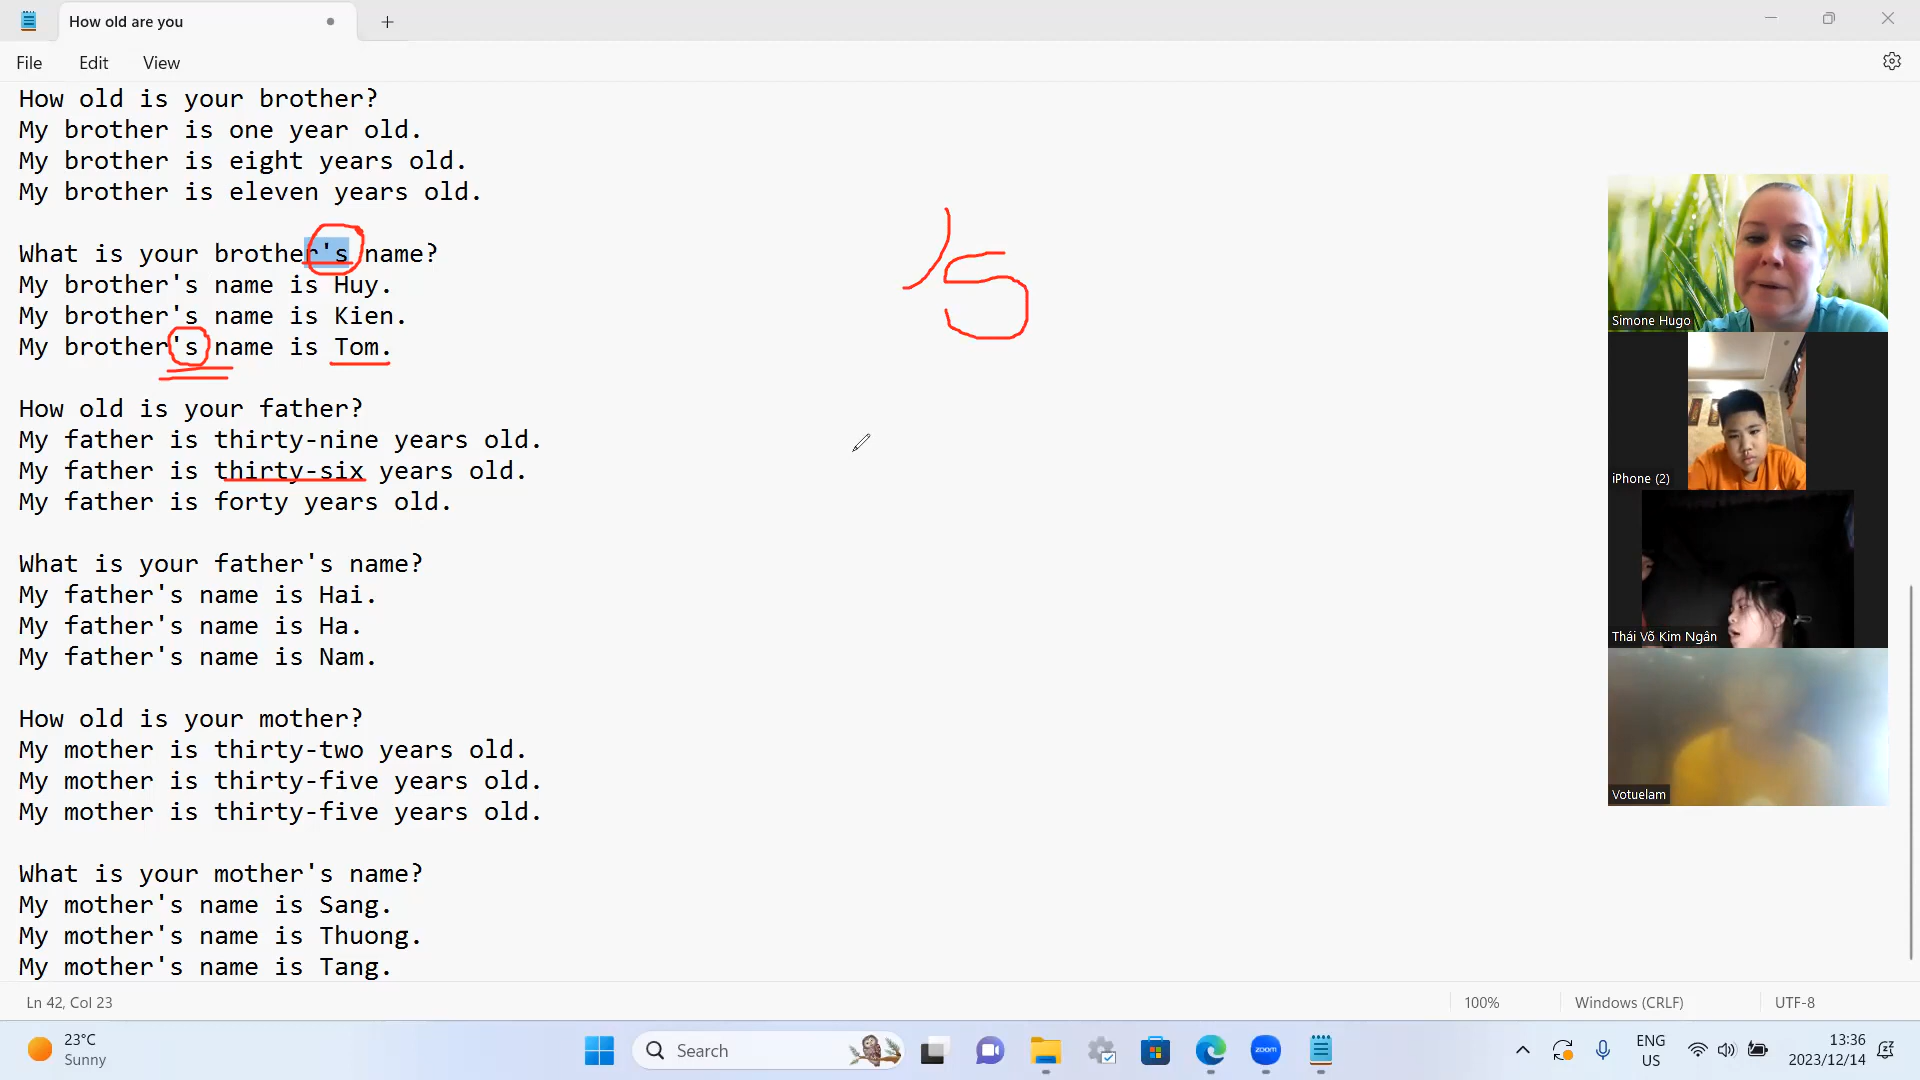 How old are you
File Edit View
How old is your brother?
My brother is one year old.
My brother is eight years old.
My brother is eleven years old.
What is your brother's name?
My brother's name is Huy.
My brother's name is Kien.
My brother's name is Tom.
's
How old is your father?
My father is thirty-nine years old.
My father is thirty-six years old.
My father is forty years old.
What is your father's name?
My father's name is Hai.
My father's name is Ha.
My father's name is Nam.
How old is your mother?
My mother is thirty-two years old.
My mother is thirty-five years old.
My mother is thirty-five years old.
What is your mother's name?
My mother's name is Sang.
My mother's name is Thuong.
My mother's name is Tang.
Simone Hugo
iPhone (2)
Thái Võ Kim Ngân
Votuelam
Ln 42, Col 23
100%
Windows (CRLF)
UTF-8
23°C
Sunny
Search
zoom
ENG
US
13:36
2023/12/14